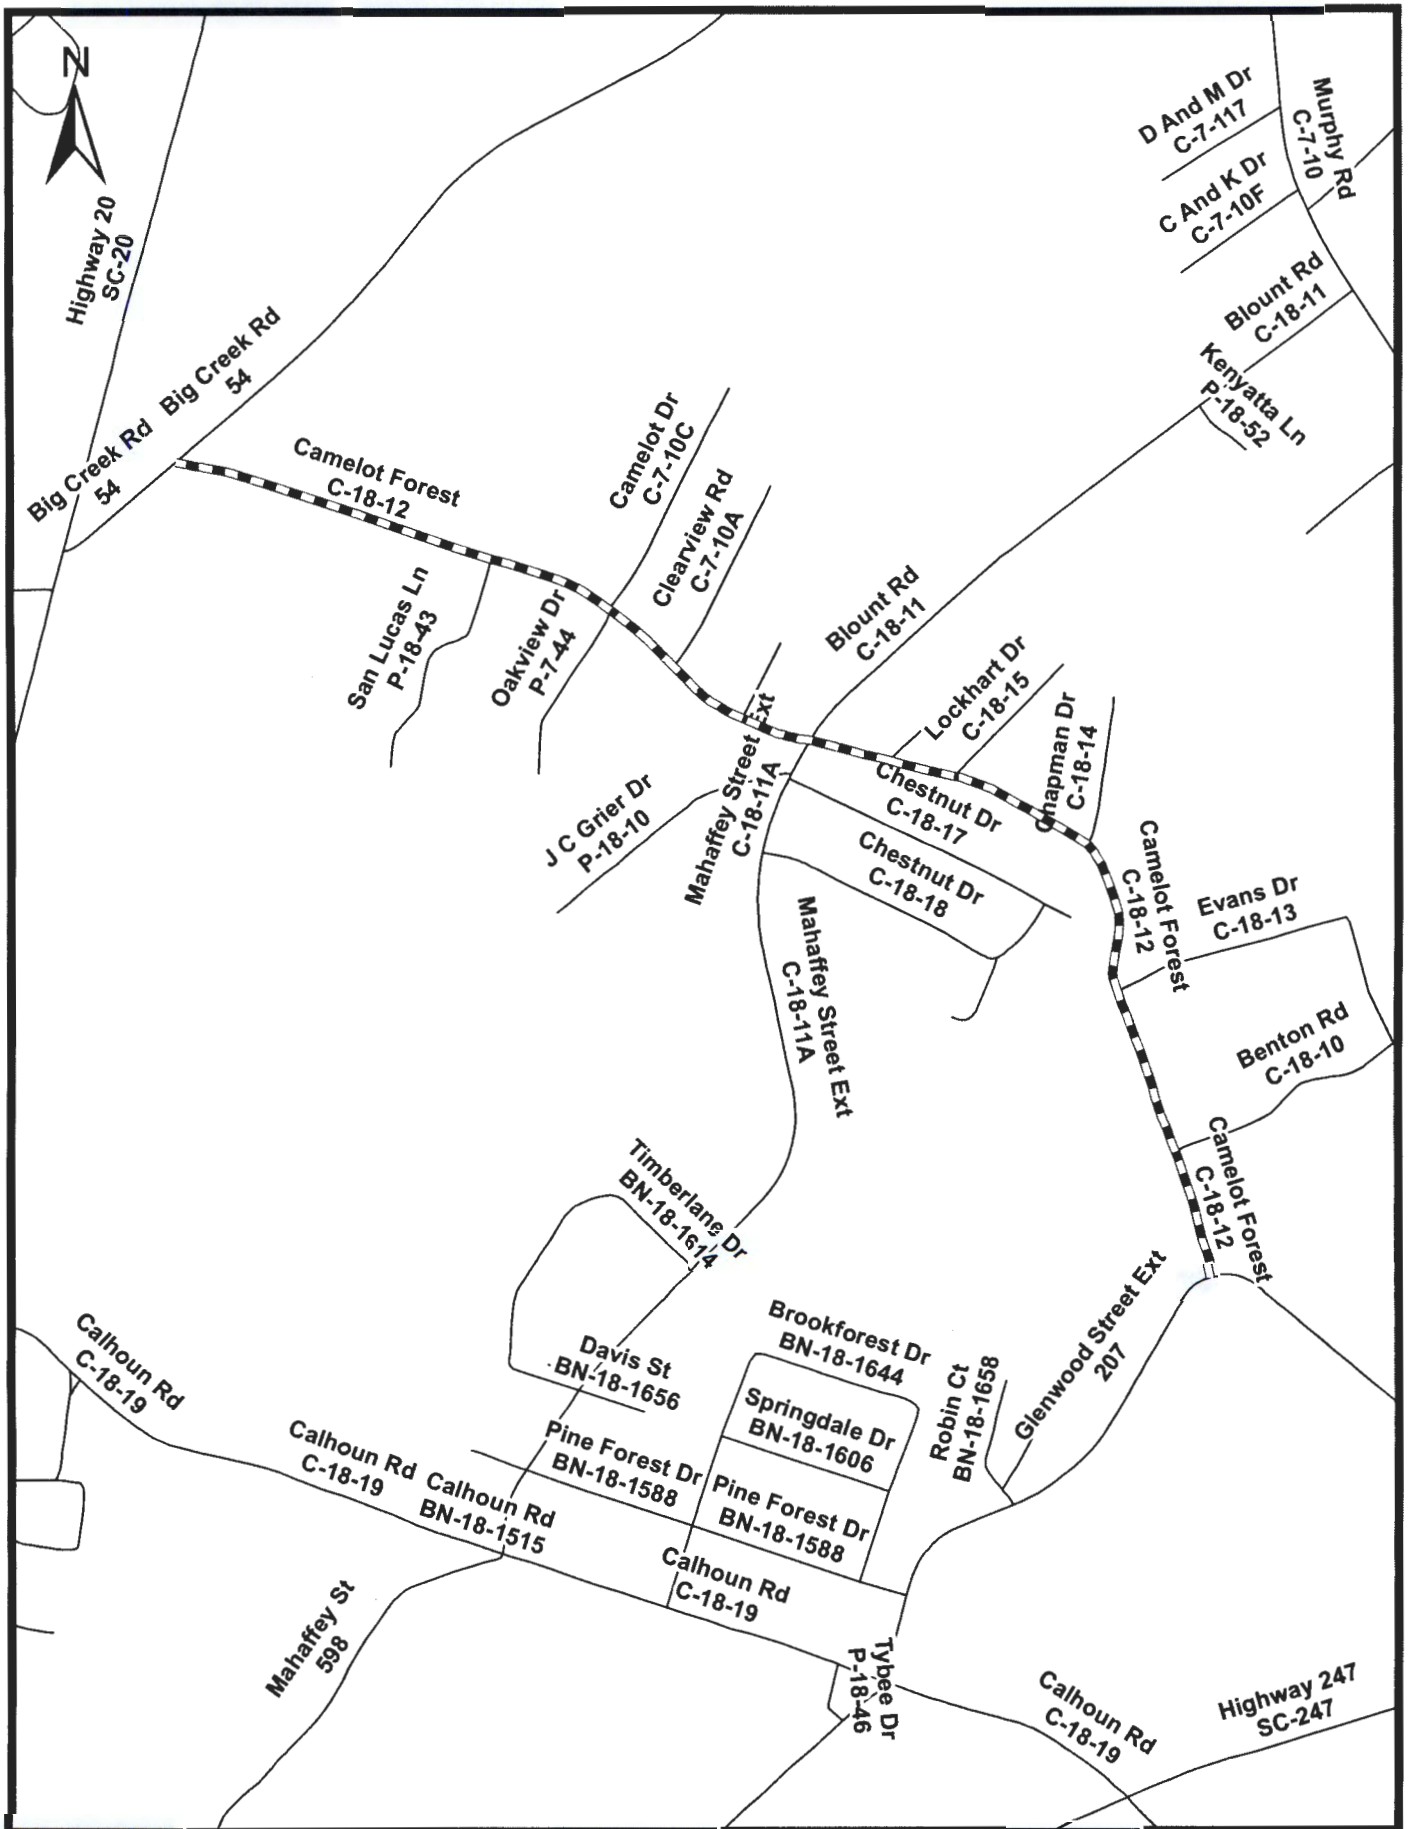 N
D And M Dr
C-7-117
Murphy Rd
C-7-10
C And K Dr
C-7-10F
Highway 20
SC-20
Blount Rd
C-18-11
Big Creek Rd
54
Kenyatta Ln
P-18-52
Big Creek Rd
54
Camelot Forest
C-18-12
Camelot Dr
C-7-10C
Clearview Rd
C-7-10A
San Lucas Ln
P-18-43
Oakview Dr
P-7-44
Blount Rd
C-18-11
Lockhart Dr
C-18-15
Chapman Dr
C-18-14
Mahaffey Street Ext
C-18-11A
J C Grier Dr
P-18-10
Chestnut Dr
C-18-17
Chestnut Dr
C-18-18
Camelot Forest
C-18-12
Evans Dr
C-18-13
Mahaffey Street Ext
C-18-11A
Benton Rd
C-18-10
Timberlane Dr
BN-18-1614
Camelot Forest
C-18-12
Glenwood Street Ext
207
Calhoun Rd
C-18-19
Davis St
BN-18-1656
Brookforest Dr
BN-18-1644
Robin Ct
BN-18-1658
Springdale Dr
BN-18-1606
Calhoun Rd
C-18-19
Pine Forest Dr
BN-18-1588
Calhoun Rd
BN-18-1515
Pine Forest Dr
BN-18-1588
Calhoun Rd
C-18-19
Mahaffey St
598
Tybee Dr
P-18-46
Calhoun Rd
C-18-19
Highway 247
SC-247